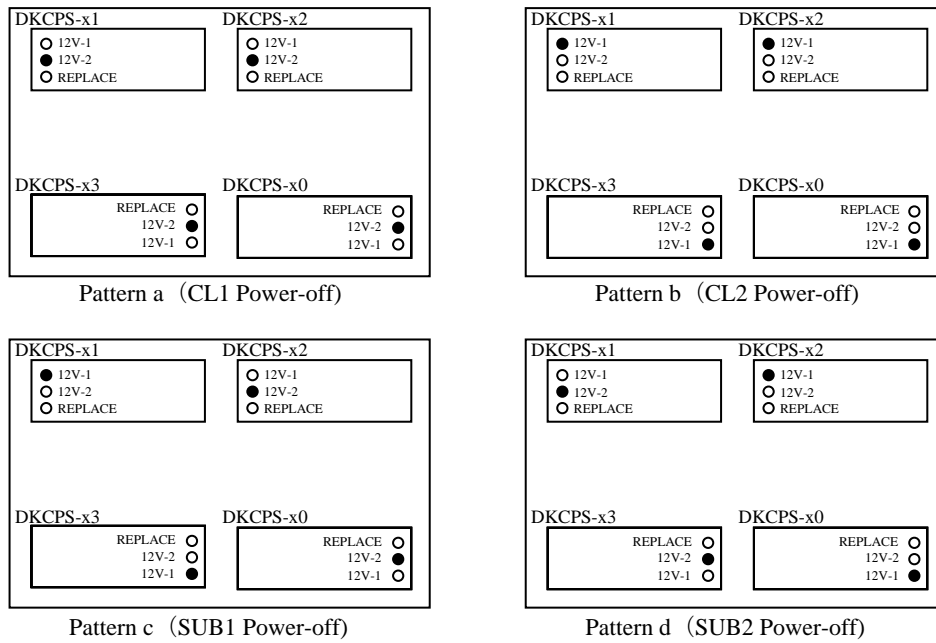 DKCPS-x1 DKCPS-x2
12V-1 12V-1
12V-2 12V-2
REPLACE REPLACE
DKCPS-x3 DKCPS-x0
REPLACE REPLACE
12V-2 12V-2
12V-1 12V-1
Pattern a（CL1 Power-off)
DKCPS-x1 DKCPS-x2
12V-1 12V-1
12V-2 12V-2
REPLACE REPLACE
DKCPS-x3 DKCPS-x0
REPLACE REPLACE
12V-2 12V-2
12V-1 12V-1
Pattern b（CL2 Power-off)
DKCPS-x1 DKCPS-x2
12V-1 12V-1
12V-2 12V-2
REPLACE REPLACE
DKCPS-x3 DKCPS-x0
REPLACE REPLACE
12V-2 12V-2
12V-1 12V-1
Pattern c（SUB1 Power-off)
DKCPS-x1 DKCPS-x2
12V-1 12V-1
12V-2 12V-2
REPLACE REPLACE
DKCPS-x3 DKCPS-x0
REPLACE REPLACE
12V-2 12V-2
12V-1 12V-1
Pattern d（SUB2 Power-off)